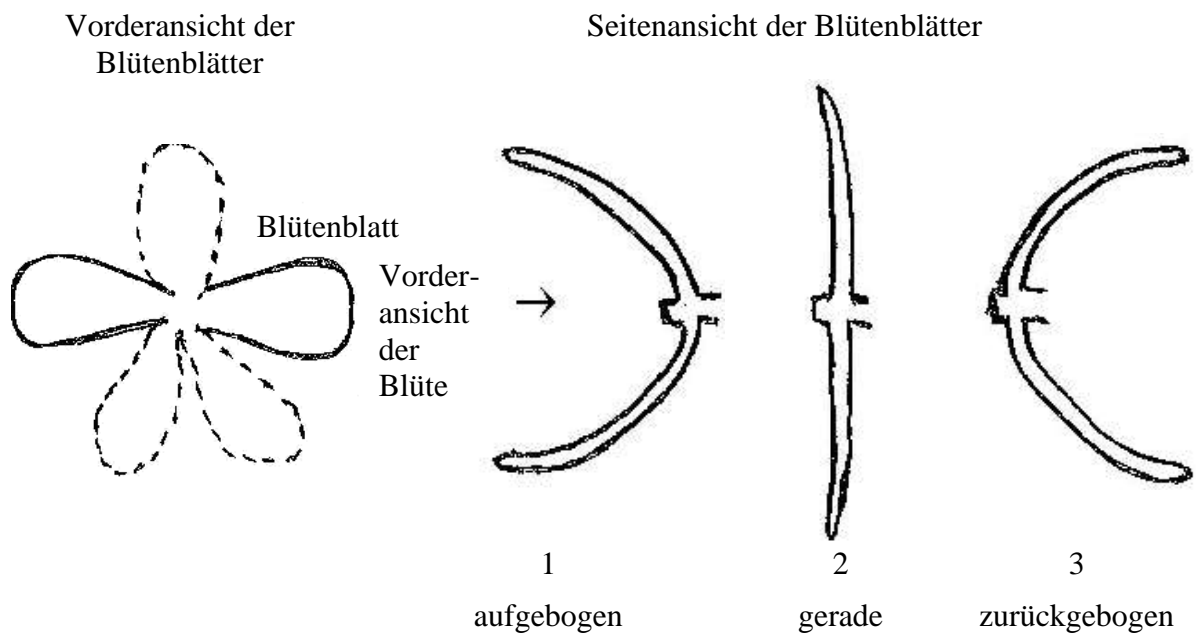 Vorderansicht der
Blütenblätter
Seitenansicht der Blütenblätter
Blütenblatt
Vorder-
ansicht
der
Blüte
1
2
3
aufgebogen
gerade
zurückgebogen